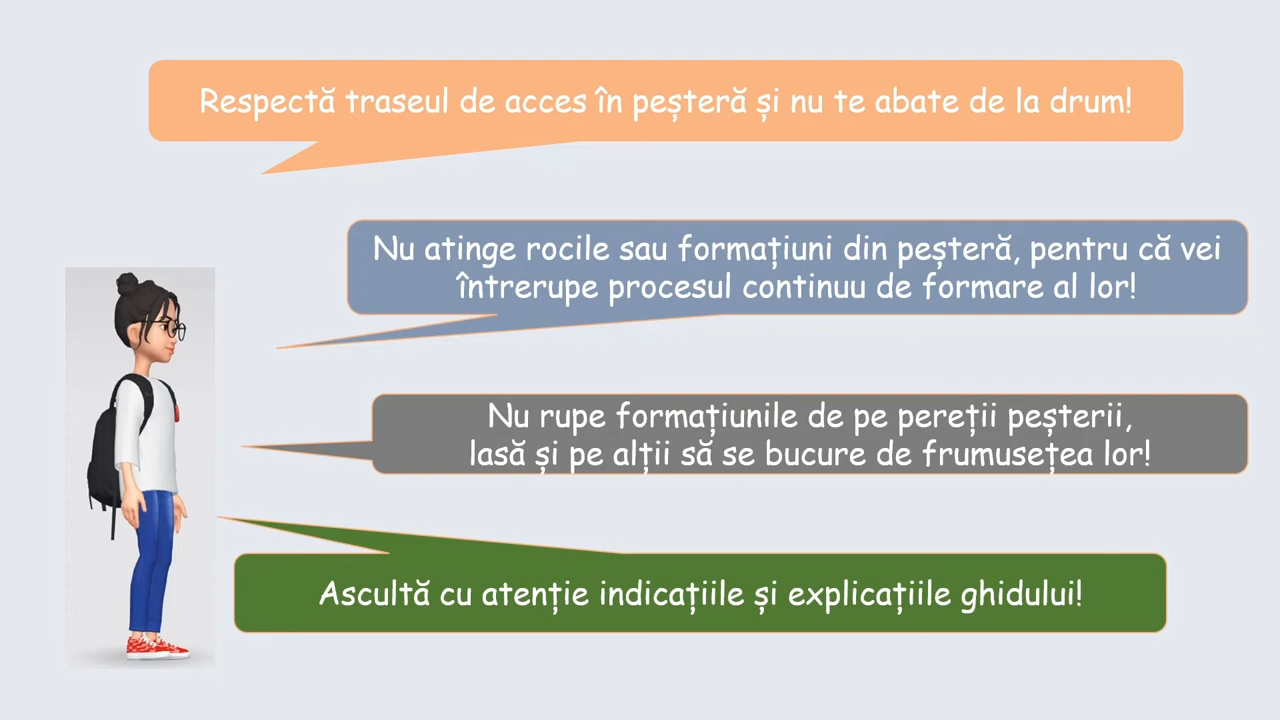 Respectă traseul de acces în peșteră și nu te abate de la drum!
Nu atinge rocile sau formațiuni din peșteră, pentru că vei
întrerupe procesul continuu de formare al lor!
Nu rupe formațiunile de pe pereții peșterii,
lasă și pe alții să se bucure de frumusețea lor!
Ascultă cu atenție indicațiile și explicațiile ghidului!